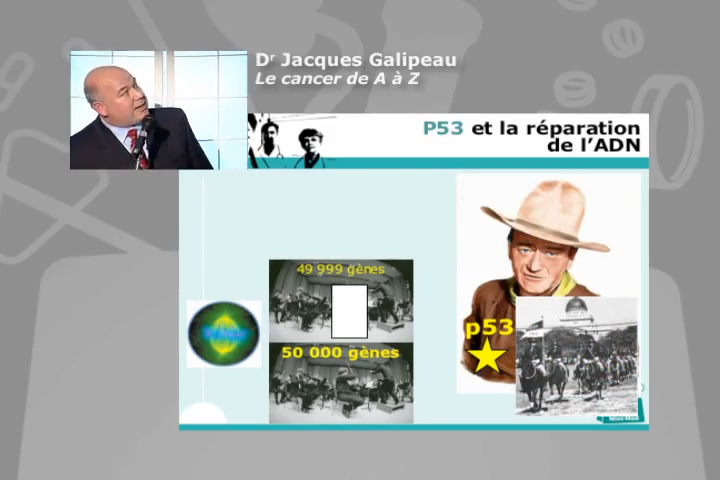 Dr Jacques Galipeau
Le cancer de A à Z
P53 et la réparation
de l'ADN
49 999 gènes
50 000 gènes
p53